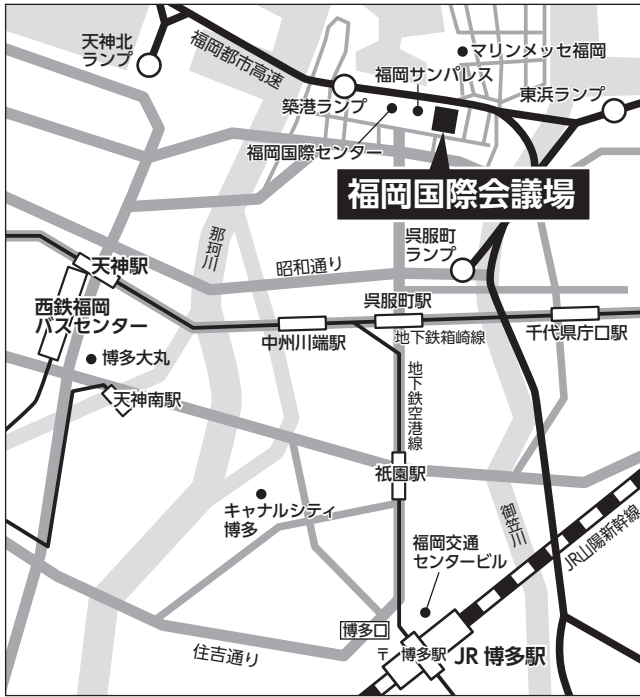 天神北
ランプ
福岡都市高速
マリンメッセ福岡
福岡サンパレス
築港ランプ
東浜ランプ
福岡国際センター
福岡国際会議場
那珂川
呉服町
ランプ
昭和通り
天神駅
西鉄福岡
バスセンター
呉服町駅
中州川端駅
地下鉄箱崎線
千代県庁口駅
博多大丸
地下鉄空港線
天神南駅
祇園駅
キャナルシティ
博多
御笠川
JR山陽新幹線
福岡交通
センタービル
博多口
住吉通り
〒
博多駅
JR 博多駅